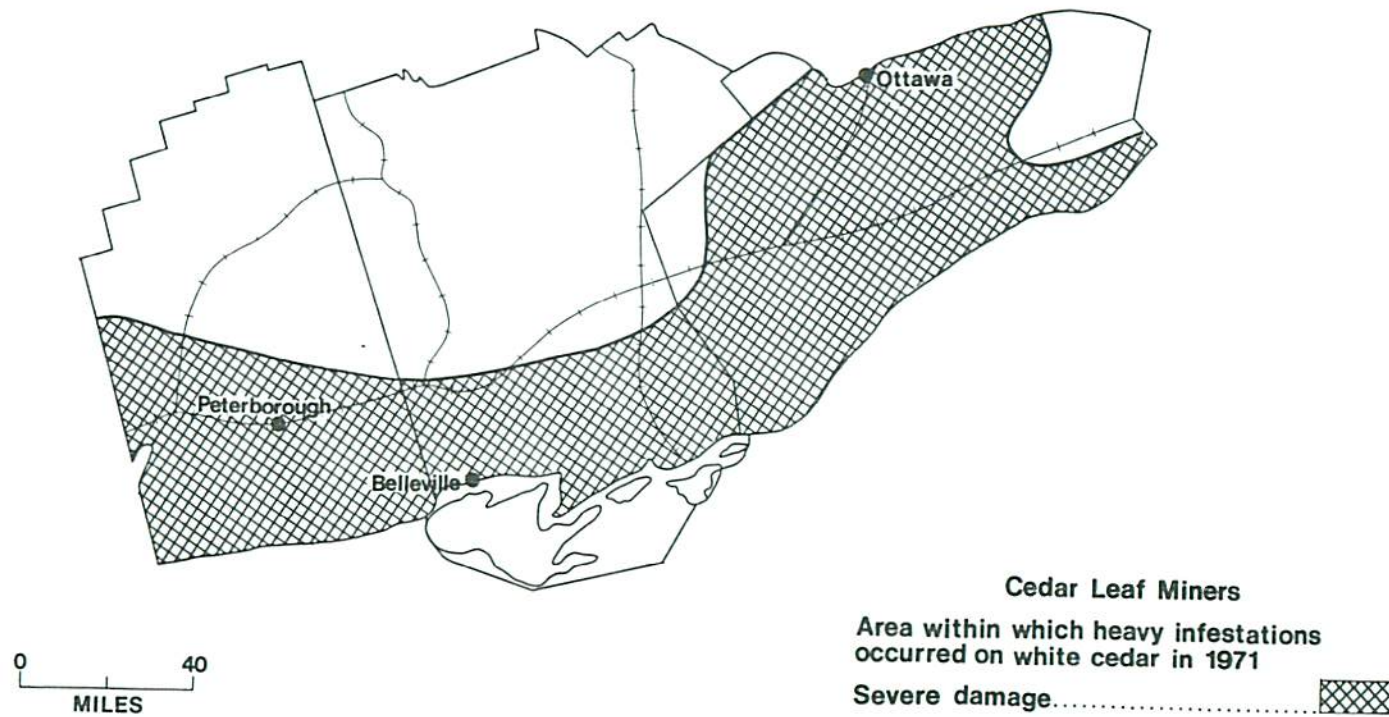 Ottawa
Peterborough
Belleville
Cedar Leaf Miners
Area within which heavy infestations
occurred on white cedar in 1971
Severe damage..............................
0 40
MILES